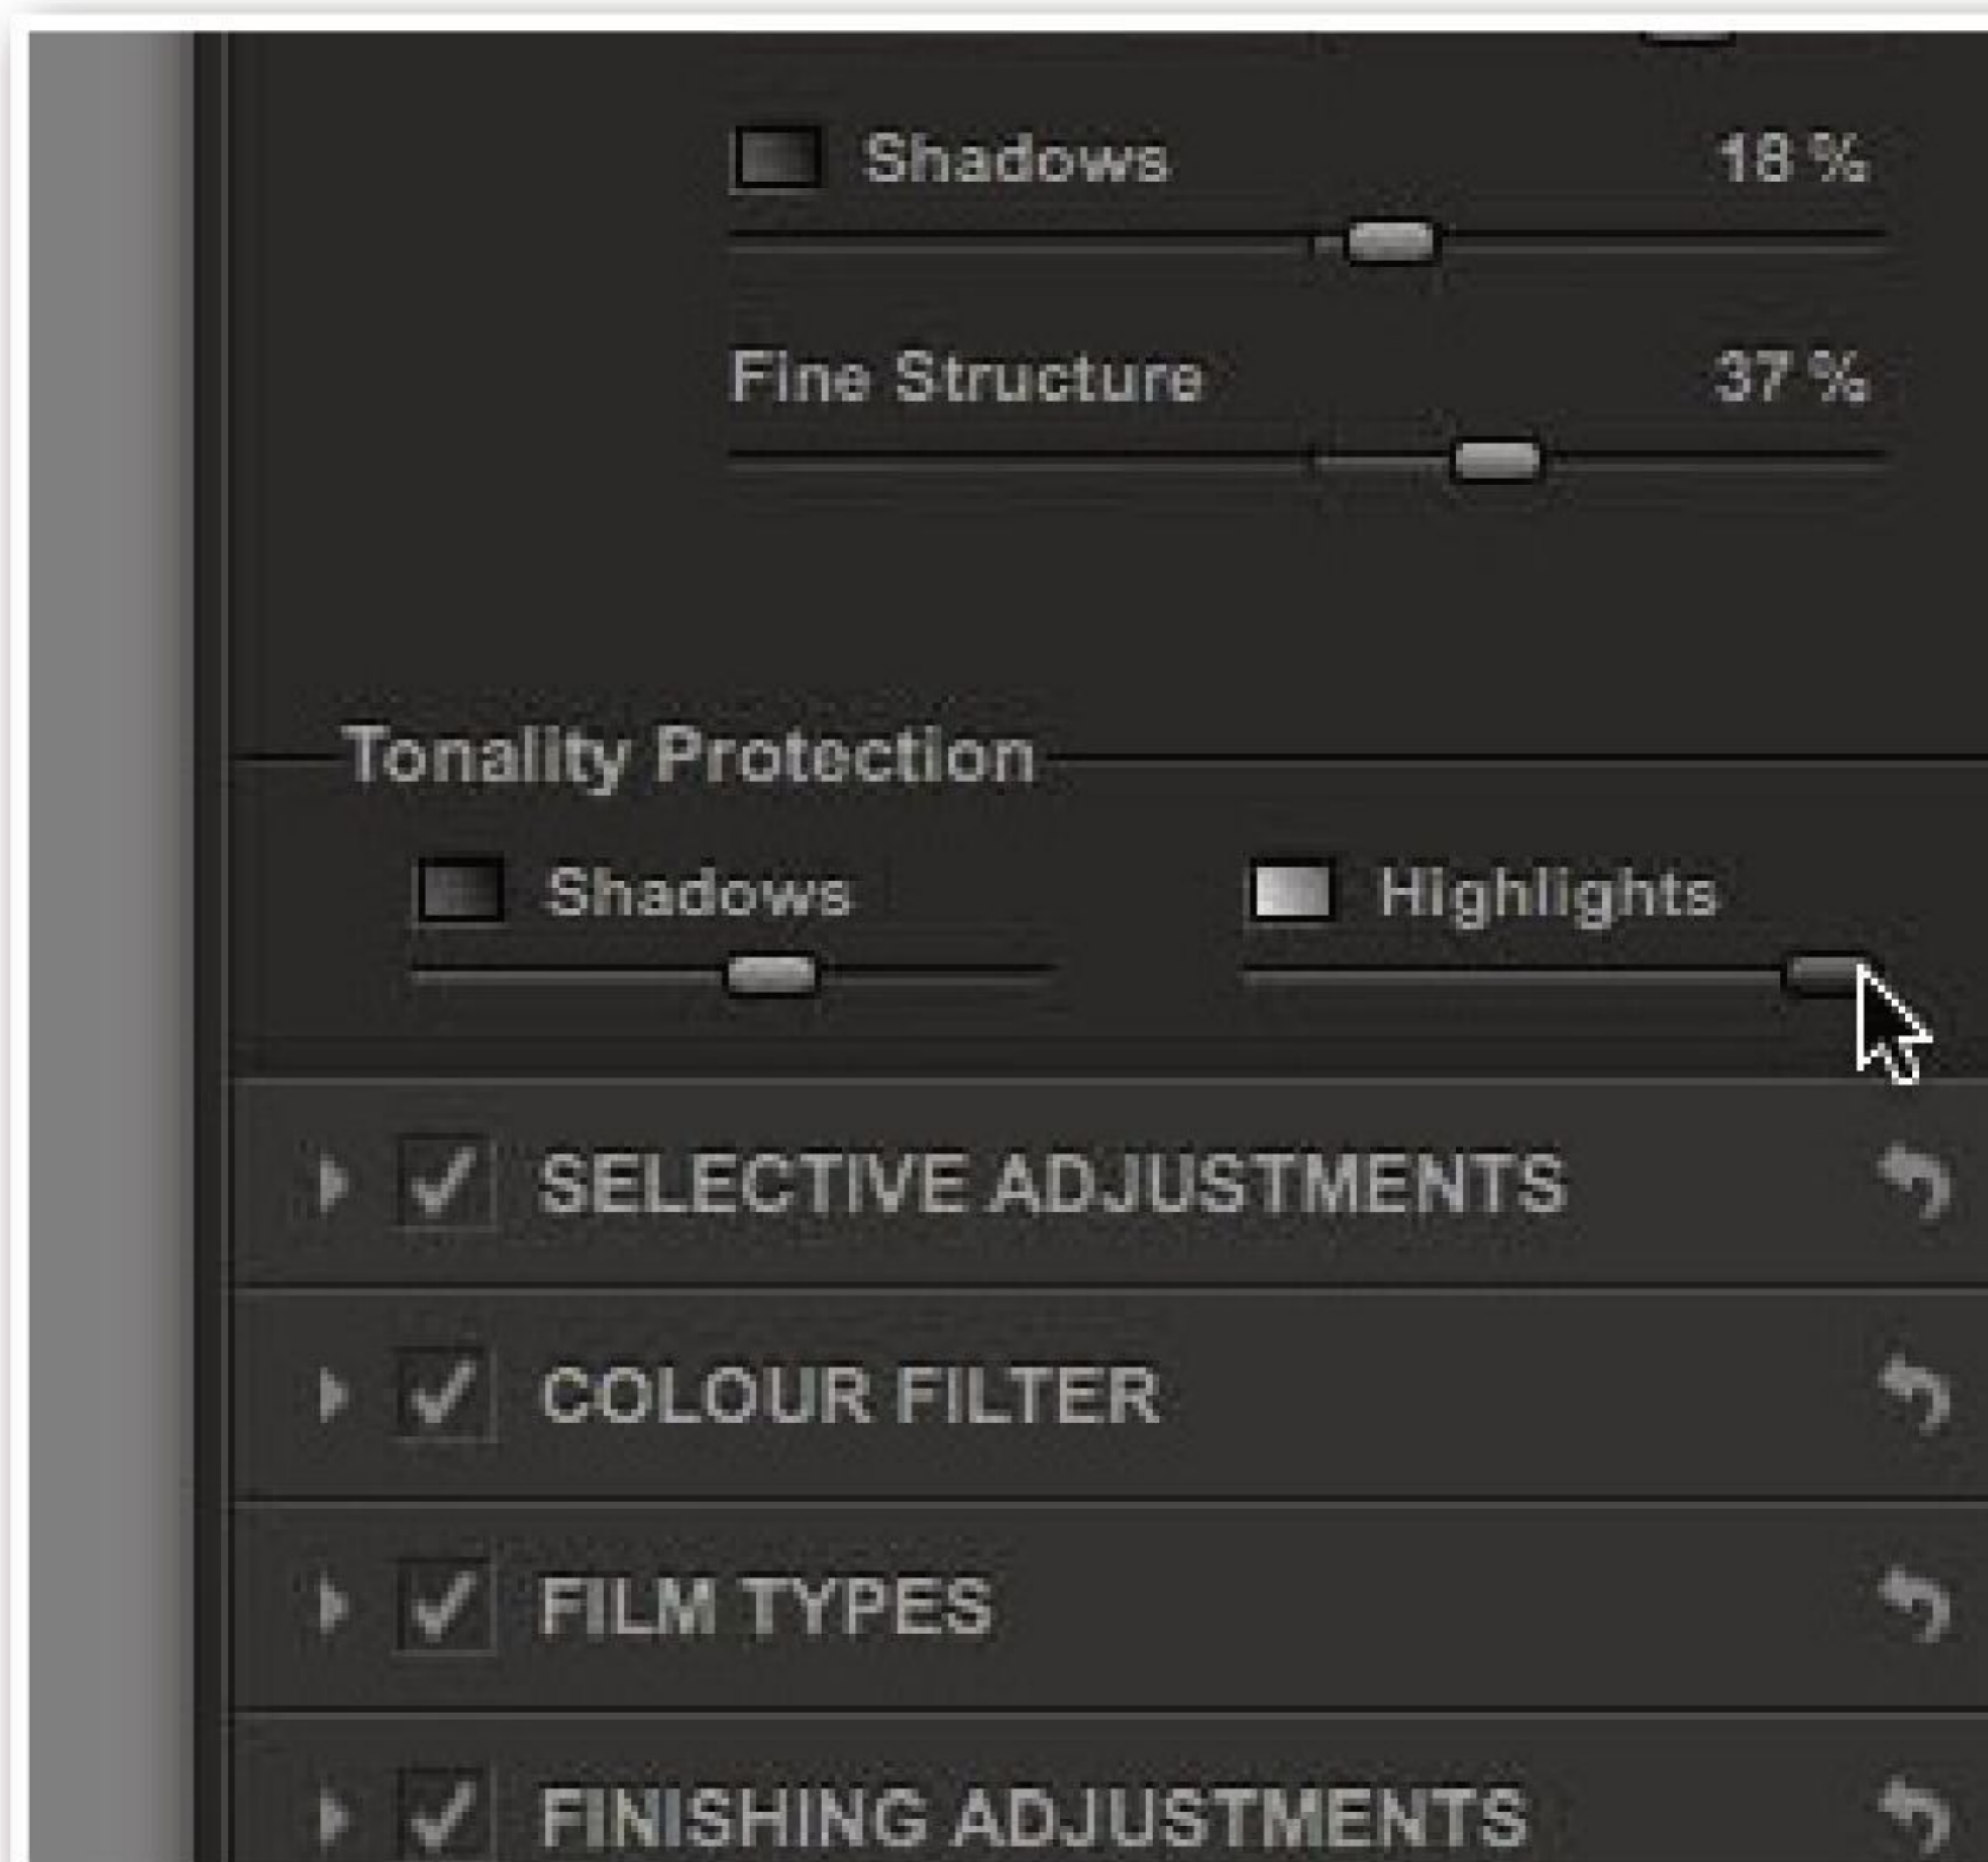 Shadows 18 %
Fine Structure 37 %
Tonality Protection
Shadows Highlights
SELECTIVE ADJUSTMENTS
COLOUR FILTER
FILM TYPES
FINISHING ADJUSTMENTS